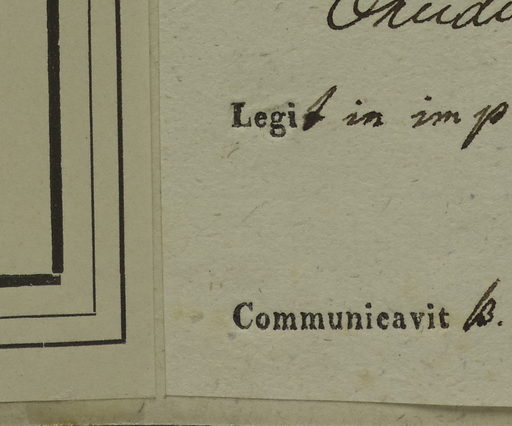 Legit in imp
Communicavit B.